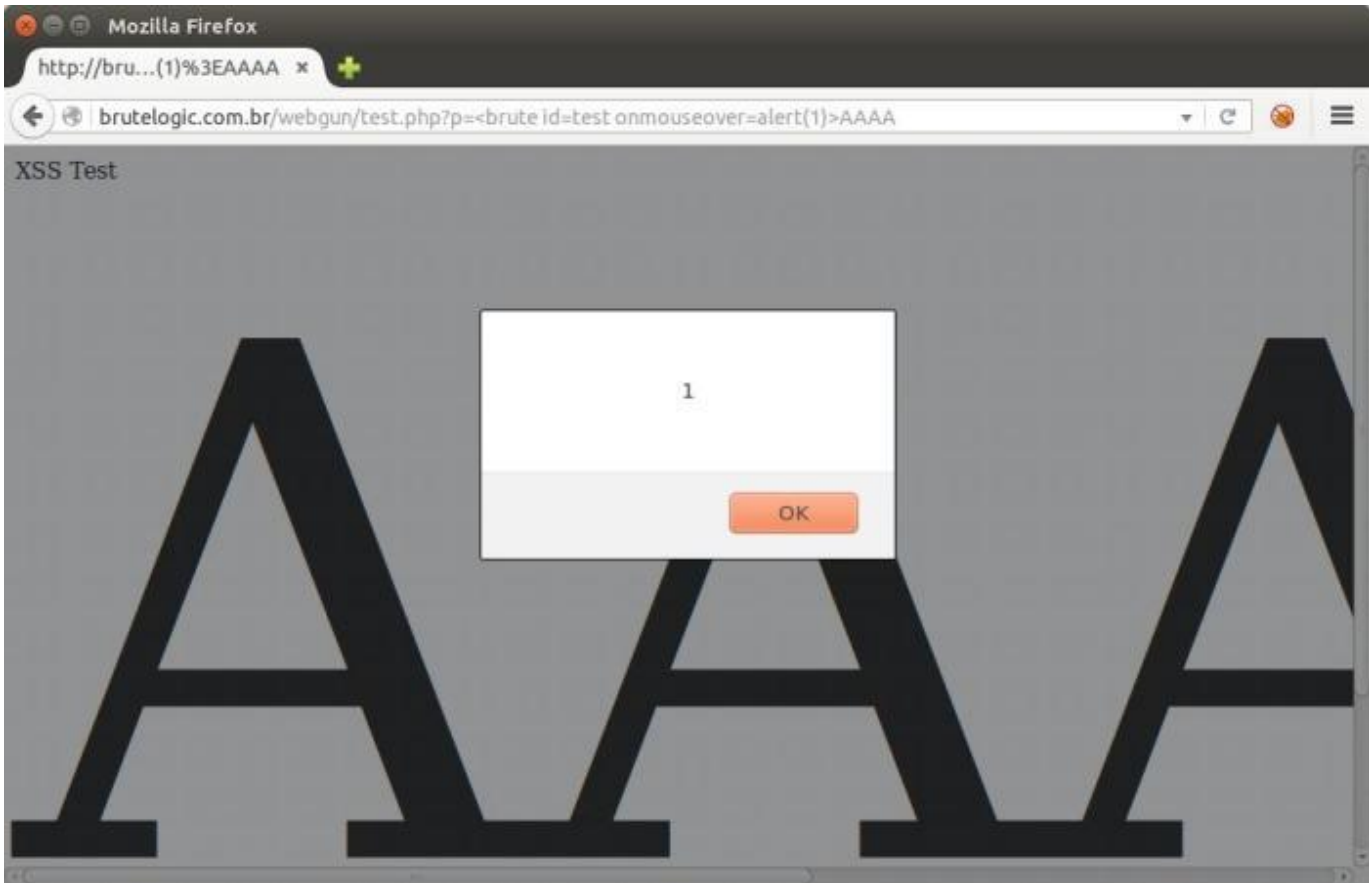 Mozilla Firefox
http://bru...(1)%3EAAAA
brutelogic.com.br/webgun/test.php?p=<brute id=test onmouseover=alert(1)>AAAA
XSS Test
AAA
1
OK